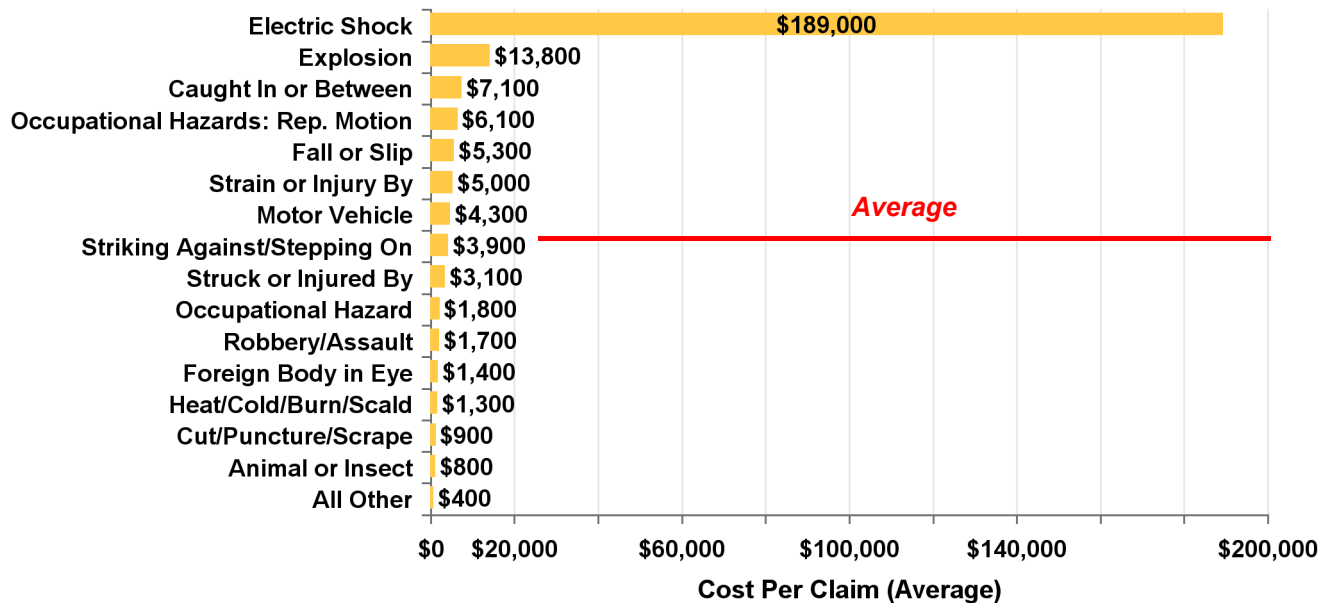 Electric Shock $189,000
Explosion $13,800
Caught In or Between $7,100
Occupational Hazards: Rep. Motion $6,100
Fall or Slip $5,300
Strain or Injury By $5,000
Motor Vehicle $4,300 Average
Striking Against/Stepping On $3,900
Struck or Injured By $3,100
Occupational Hazard $1,800
Robbery/Assault $1,700
Foreign Body in Eye $1,400
Heat/Cold/Burn/Scald $1,300
Cut/Puncture/Scrape $900
Animal or Insect $800
All Other $400
$0 $20,000 $60,000 $100,000 $140,000 $200,000
Cost Per Claim (Average)